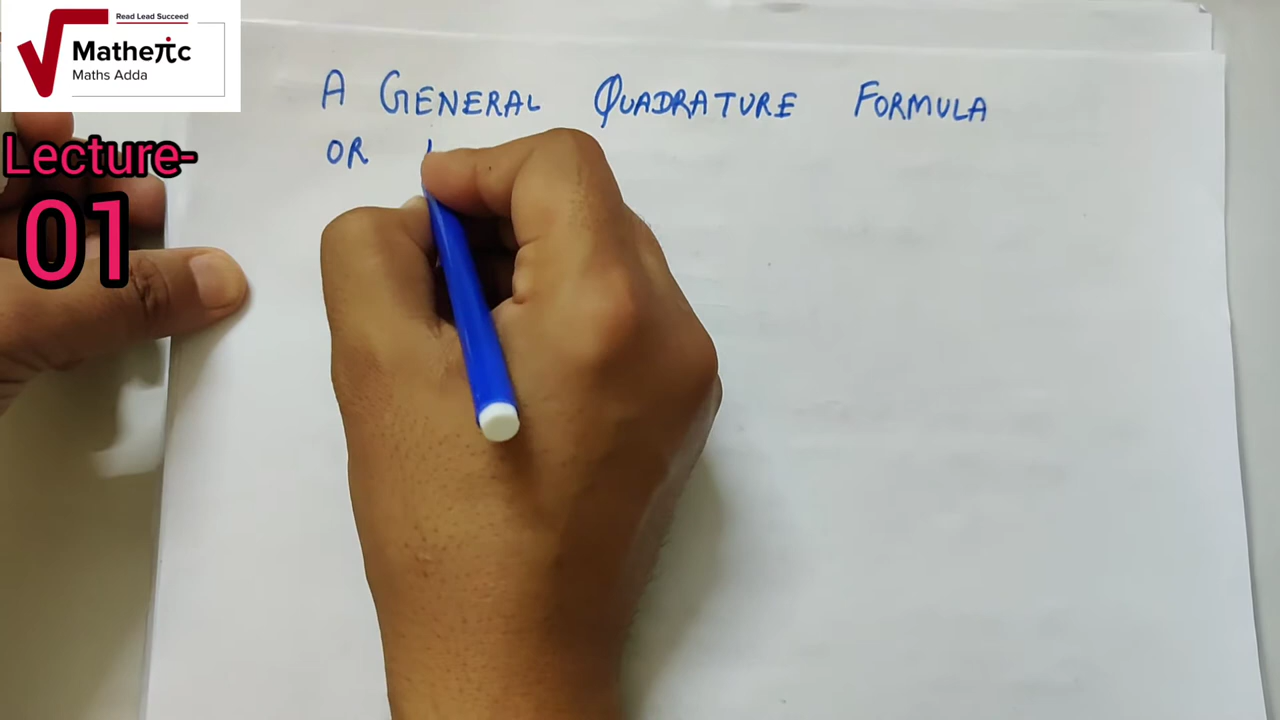 Read Lead Succeed
Matheπc
Maths Adda
Lecture-
01
A GENERAL QUADRATURE FORMULA
OR